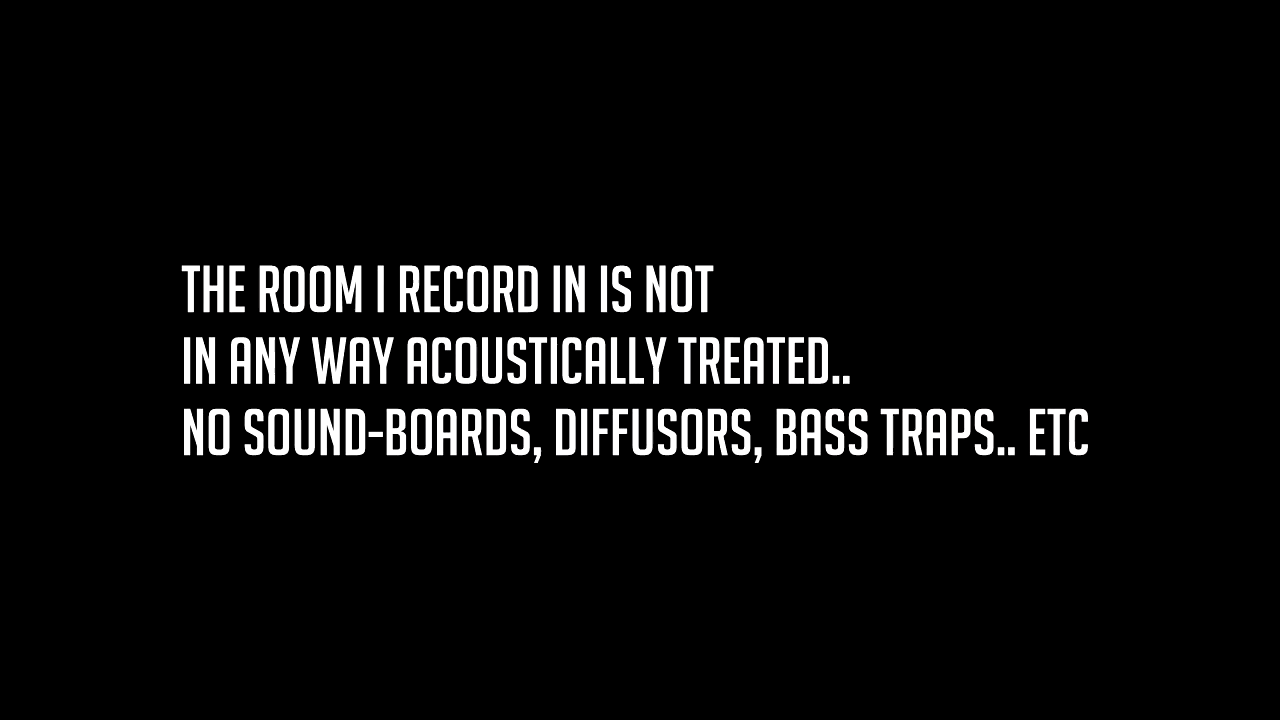 THE ROOM I RECORD IN IS NOT
IN ANY WAY ACOUSTICALLY TREATED..
NO SOUND-BOARDS, DIFFUSORS, BASS TRAPS.. ETC